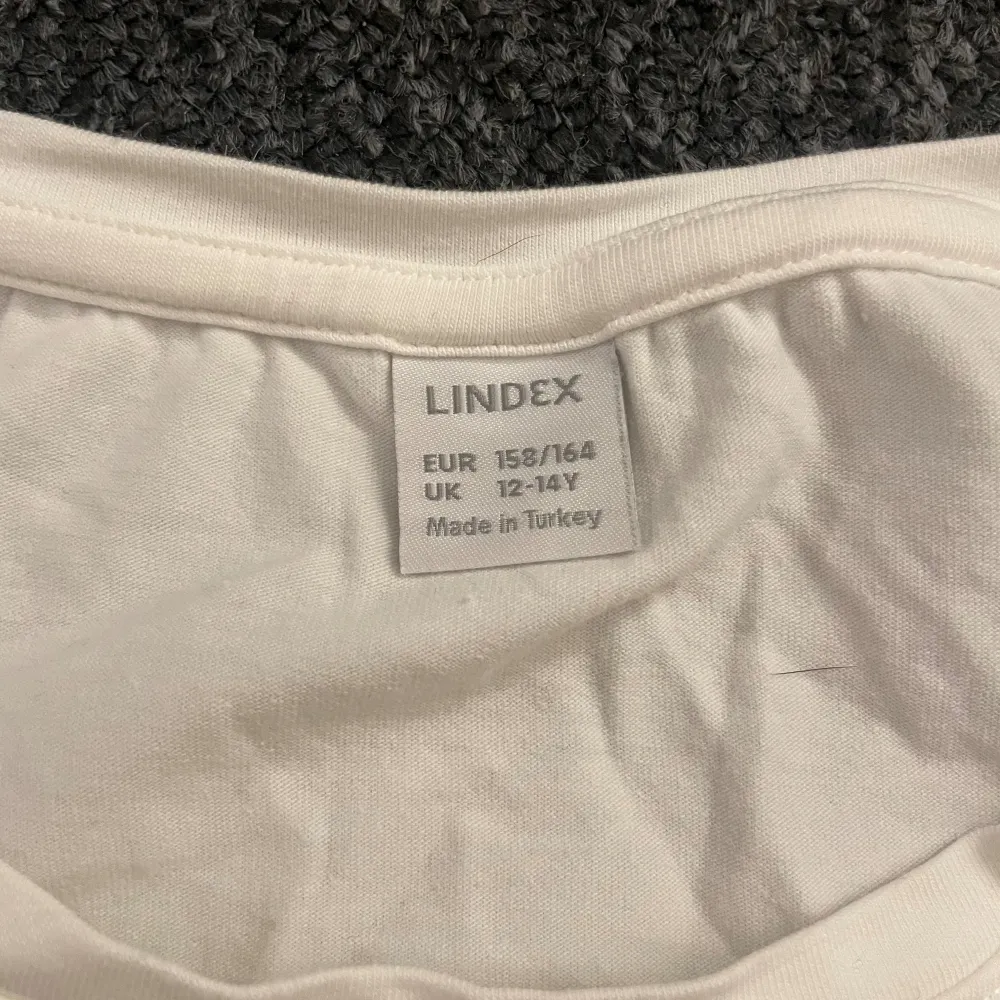 LINDEX
EUR 158/164
UK 12-14Y
Made in Turkey